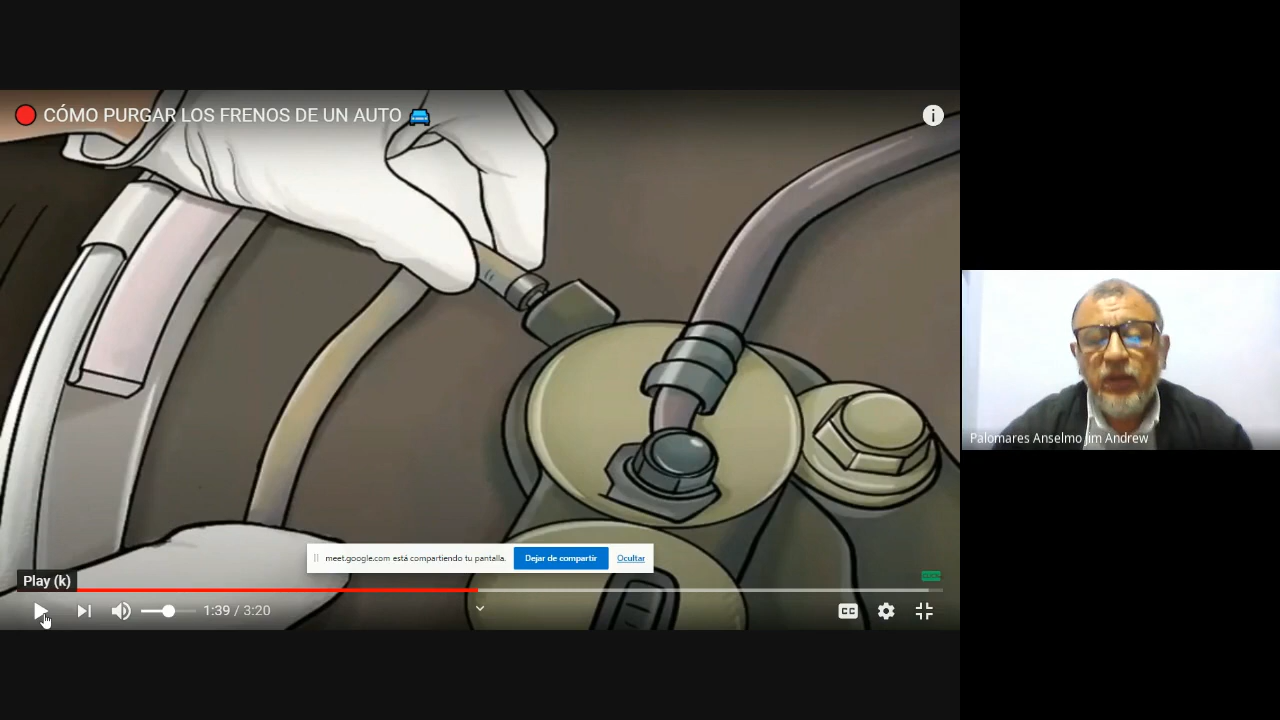 CÓMO PURGAR LOS FRENOS DE UN AUTO
meet.google.com está compartiendo tu pantalla.
Dejar de compartir
Ocultar
Play (k)
1:39 / 3:20
CC
Palomares Anselmo Jim Andrew